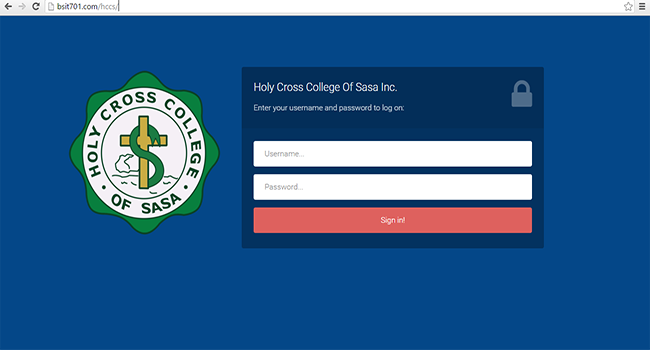 bsit701.com/hccs/
HOLY CROSS COLLEGE
• OF SASA •
S
Holy Cross College Of Sasa Inc.
Enter your username and password to log on:
Username...
Password...
Sign in!